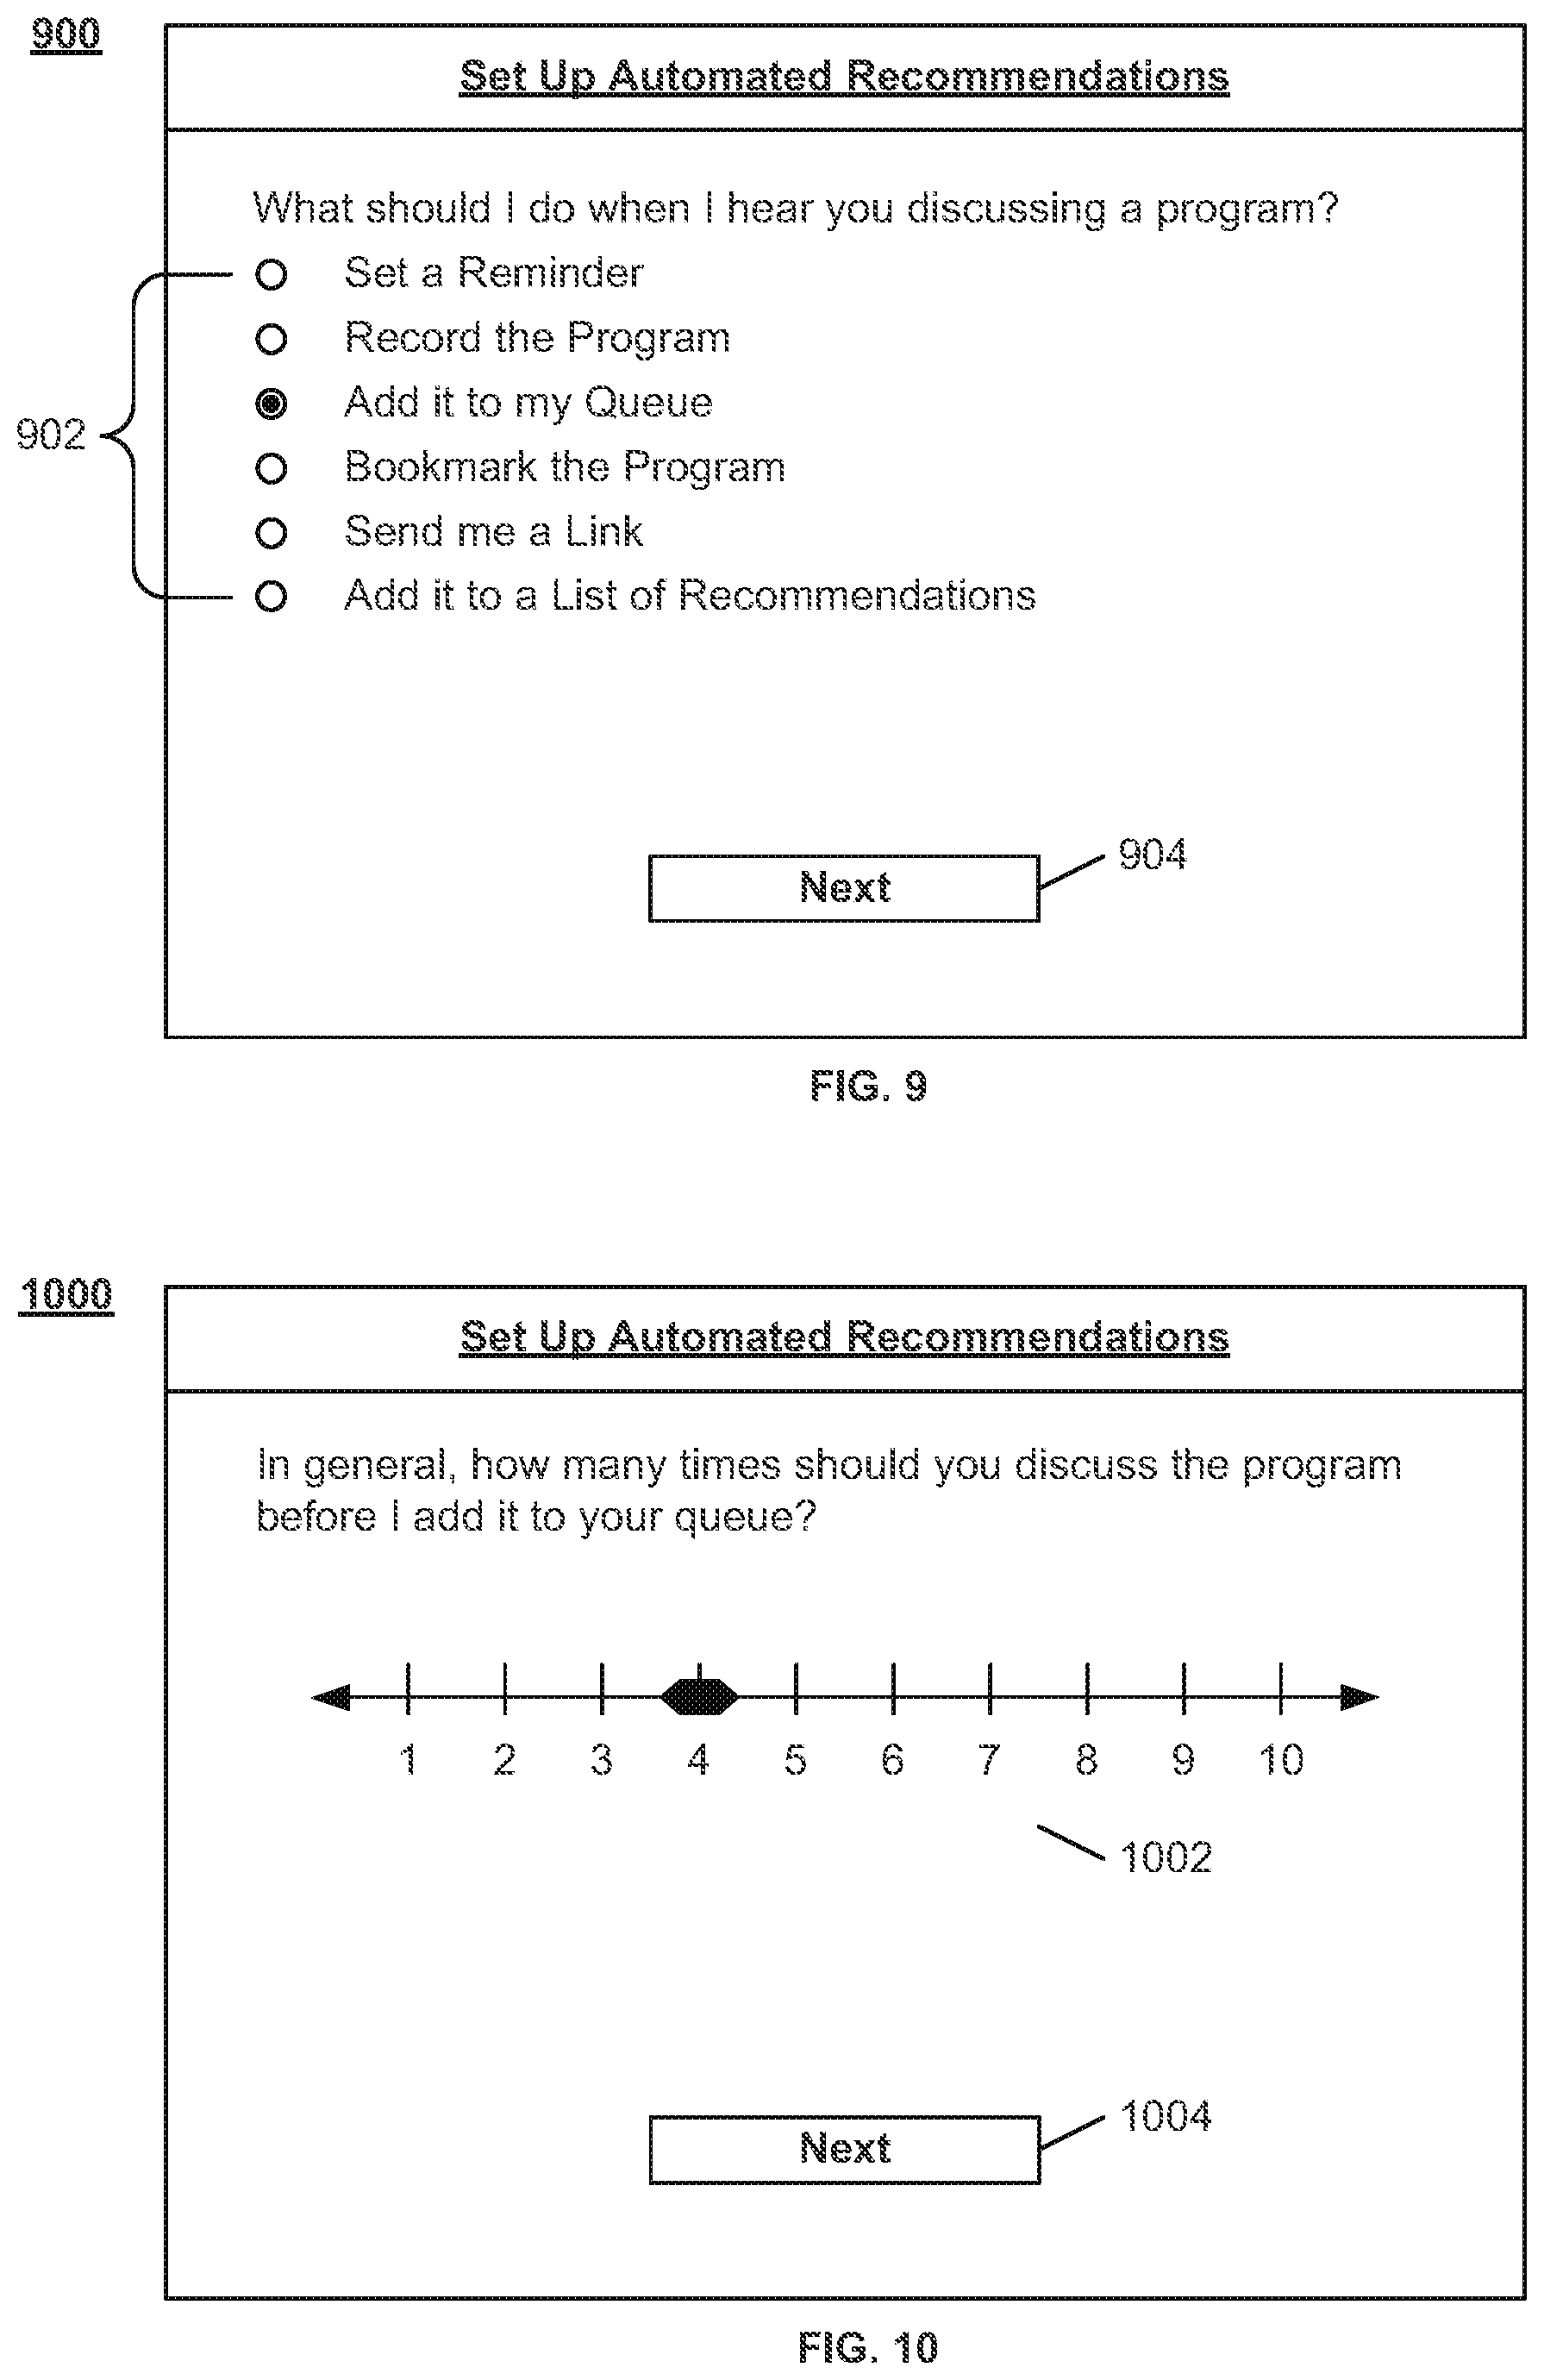 900
Set Up Automated Recommendations
What should I do when I hear you discussing a program?
Set a Reminder
Record the Program
902
Add it to my Queue
Bookmark the Program
Send me a Link
Add it to a List of Recommendations
904
Next
FIG. 9
1000
Set Up Automated Recommendations
In general, how many times should you discuss the program
before I add it to your queue?
1 2 3 4 5 6 7 8 9 10
1002
1004
Next
FIG. 10